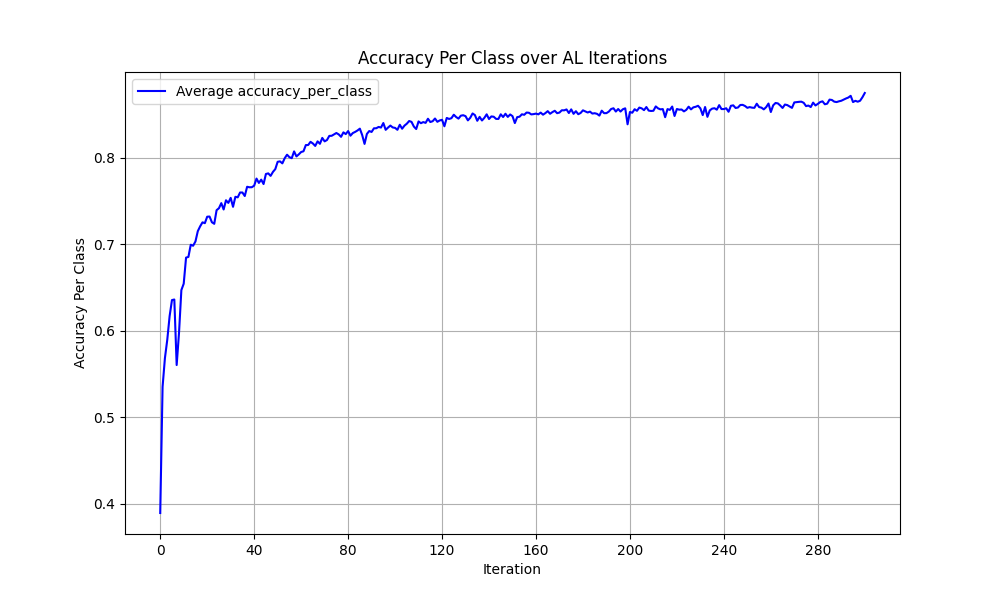 Accuracy Per Class over AL Iterations
Average accuracy_per_class
Accuracy Per Class
0.8
0.7
0.6
0.5
0.4
0 40 80 120 160 200 240 280
Iteration